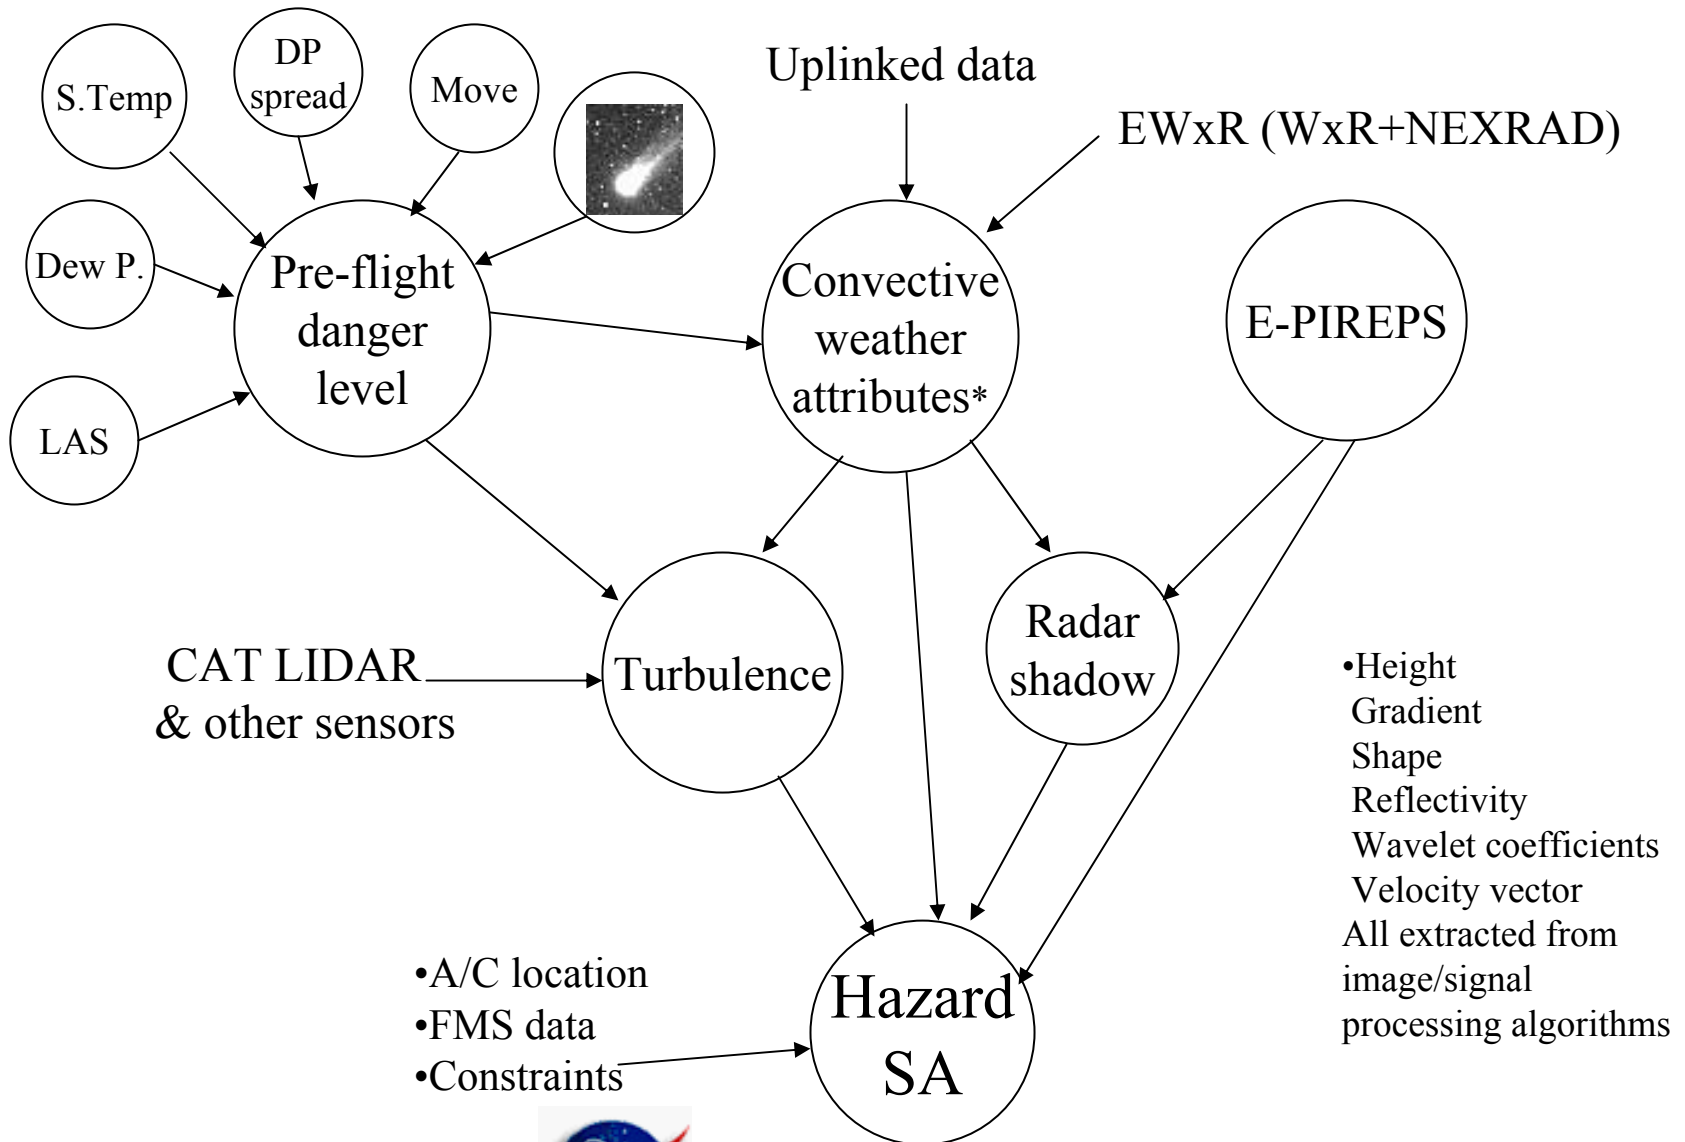 S.Temp
DP
spread
Move
Uplinked data
EWxR (WxR+NEXRAD)
Dew P.
Pre-flight
danger
level
Convective
weather
attributes*
E-PIREPS
LAS
CAT LIDAR
& other sensors
Turbulence
Radar
shadow
•Height
Gradient
Shape
Reflectivity
Wavelet coefficients
Velocity vector
All extracted from
image/signal
processing algorithms
•A/C location
•FMS data
•Constraints
Hazard
SA